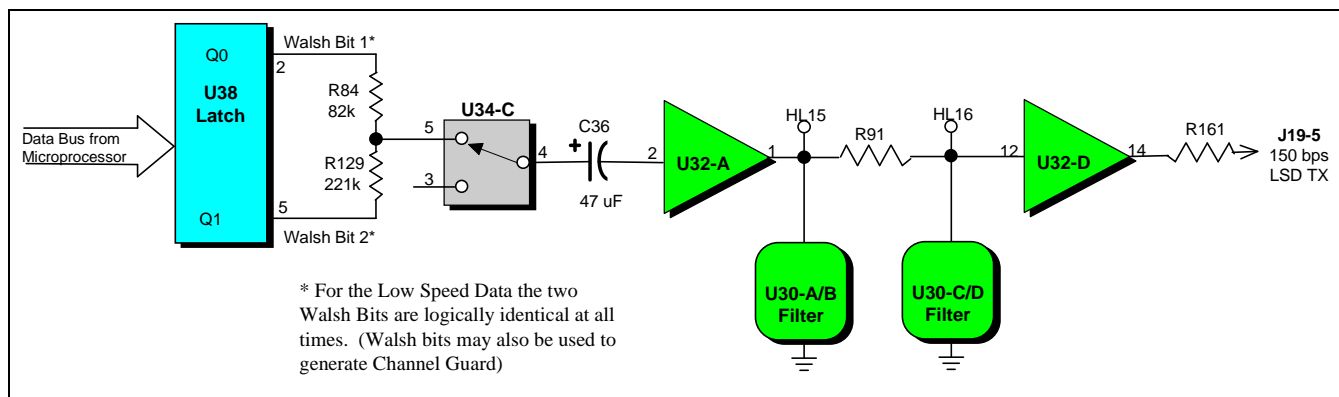 Walsh Bit 1*
Q0
2
U38
Latch
R84
82k
Data Bus from
Microprocessor
R129
221k
Q1
5
Walsh Bit 2*
U34-C
5
4
3
C36
+
47 uF
2
U32-A
1
HL15
R91
HL16
12
U32-D
14
R161
J19-5
150 bps
LSD TX
U30-A/B
Filter
U30-C/D
Filter
* For the Low Speed Data the two
Walsh Bits are logically identical at all
times.  (Walsh bits may also be used to
generate Channel Guard)